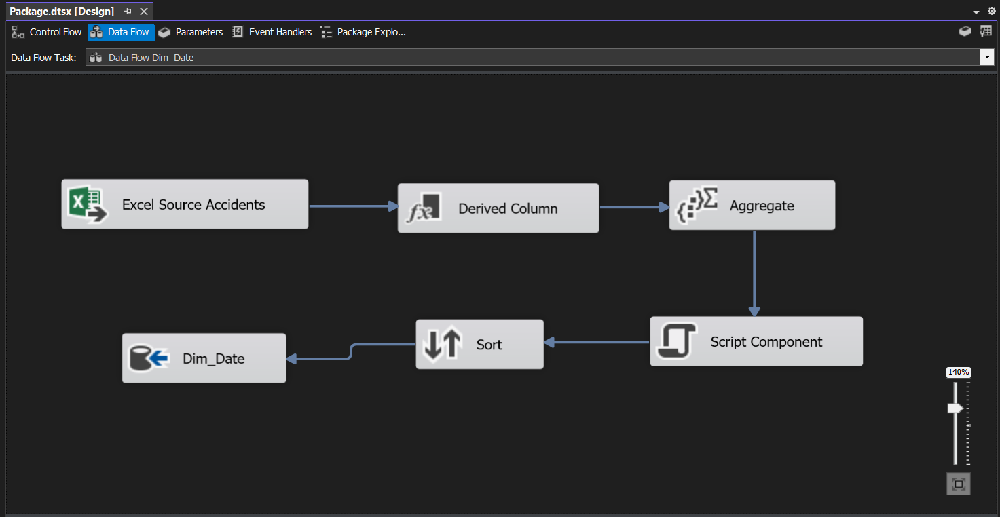 Package.dtsx [Design]
Control Flow Data Flow Parameters Event Handlers Package Explo...
Data Flow Task: Data Flow Dim_Date
Excel Source Accidents
Derived Column
Aggregate
Dim_Date
Sort
Script Component
140%